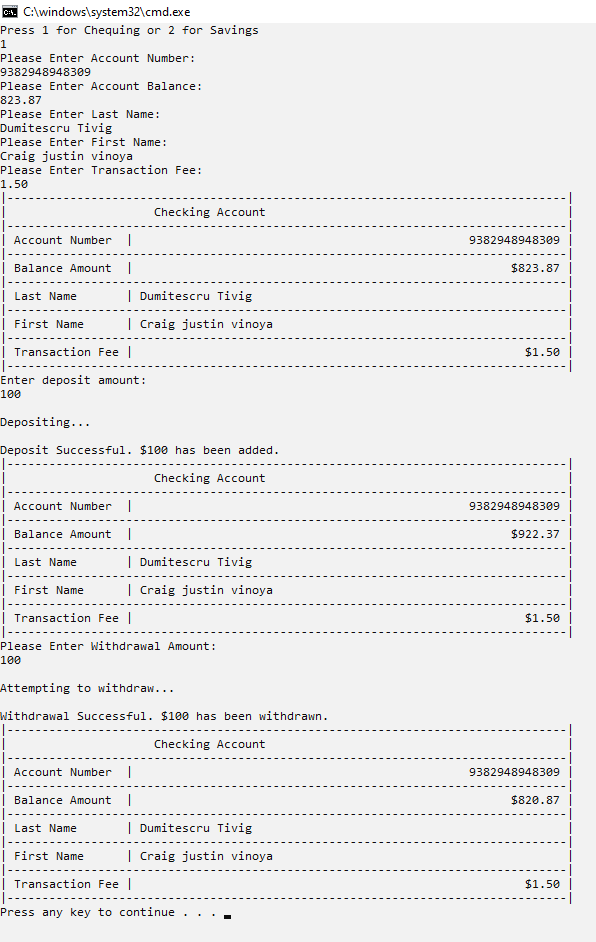 C:\windows\system32\cmd.exe
Press 1 for Chequing or 2 for Savings
1
Please Enter Account Number:
9382948948309
Please Enter Account Balance:
823.87
Please Enter Last Name:
Dumitescru Tivig
Please Enter First Name:
Craig justin vinoya
Please Enter Transaction Fee:
1.50
|--------------------------------------------------------------------------------|
| Checking Account |
|--------------------------------------------------------------------------------|
| Account Number | 9382948948309 |
|--------------------------------------------------------------------------------|
| Balance Amount | $823.87 |
|--------------------------------------------------------------------------------|
| Last Name | Dumitescru Tivig |
|--------------------------------------------------------------------------------|
| First Name | Craig justin vinoya |
|--------------------------------------------------------------------------------|
| Transaction Fee | $1.50 |
|--------------------------------------------------------------------------------|
Enter deposit amount:
100
Depositing...
Deposit Successful. $100 has been added.
|--------------------------------------------------------------------------------|
| Checking Account |
|--------------------------------------------------------------------------------|
| Account Number | 9382948948309 |
|--------------------------------------------------------------------------------|
| Balance Amount | $922.37 |
|--------------------------------------------------------------------------------|
| Last Name | Dumitescru Tivig |
|--------------------------------------------------------------------------------|
| First Name | Craig justin vinoya |
|--------------------------------------------------------------------------------|
| Transaction Fee | $1.50 |
|--------------------------------------------------------------------------------|
Please Enter Withdrawal Amount:
100
Attempting to withdraw...
Withdrawal Successful. $100 has been withdrawn.
|--------------------------------------------------------------------------------|
| Checking Account |
|--------------------------------------------------------------------------------|
| Account Number | 9382948948309 |
|--------------------------------------------------------------------------------|
| Balance Amount | $820.87 |
|--------------------------------------------------------------------------------|
| Last Name | Dumitescru Tivig |
|--------------------------------------------------------------------------------|
| First Name | Craig justin vinoya |
|--------------------------------------------------------------------------------|
| Transaction Fee | $1.50 |
|--------------------------------------------------------------------------------|
Press any key to continue . . . _